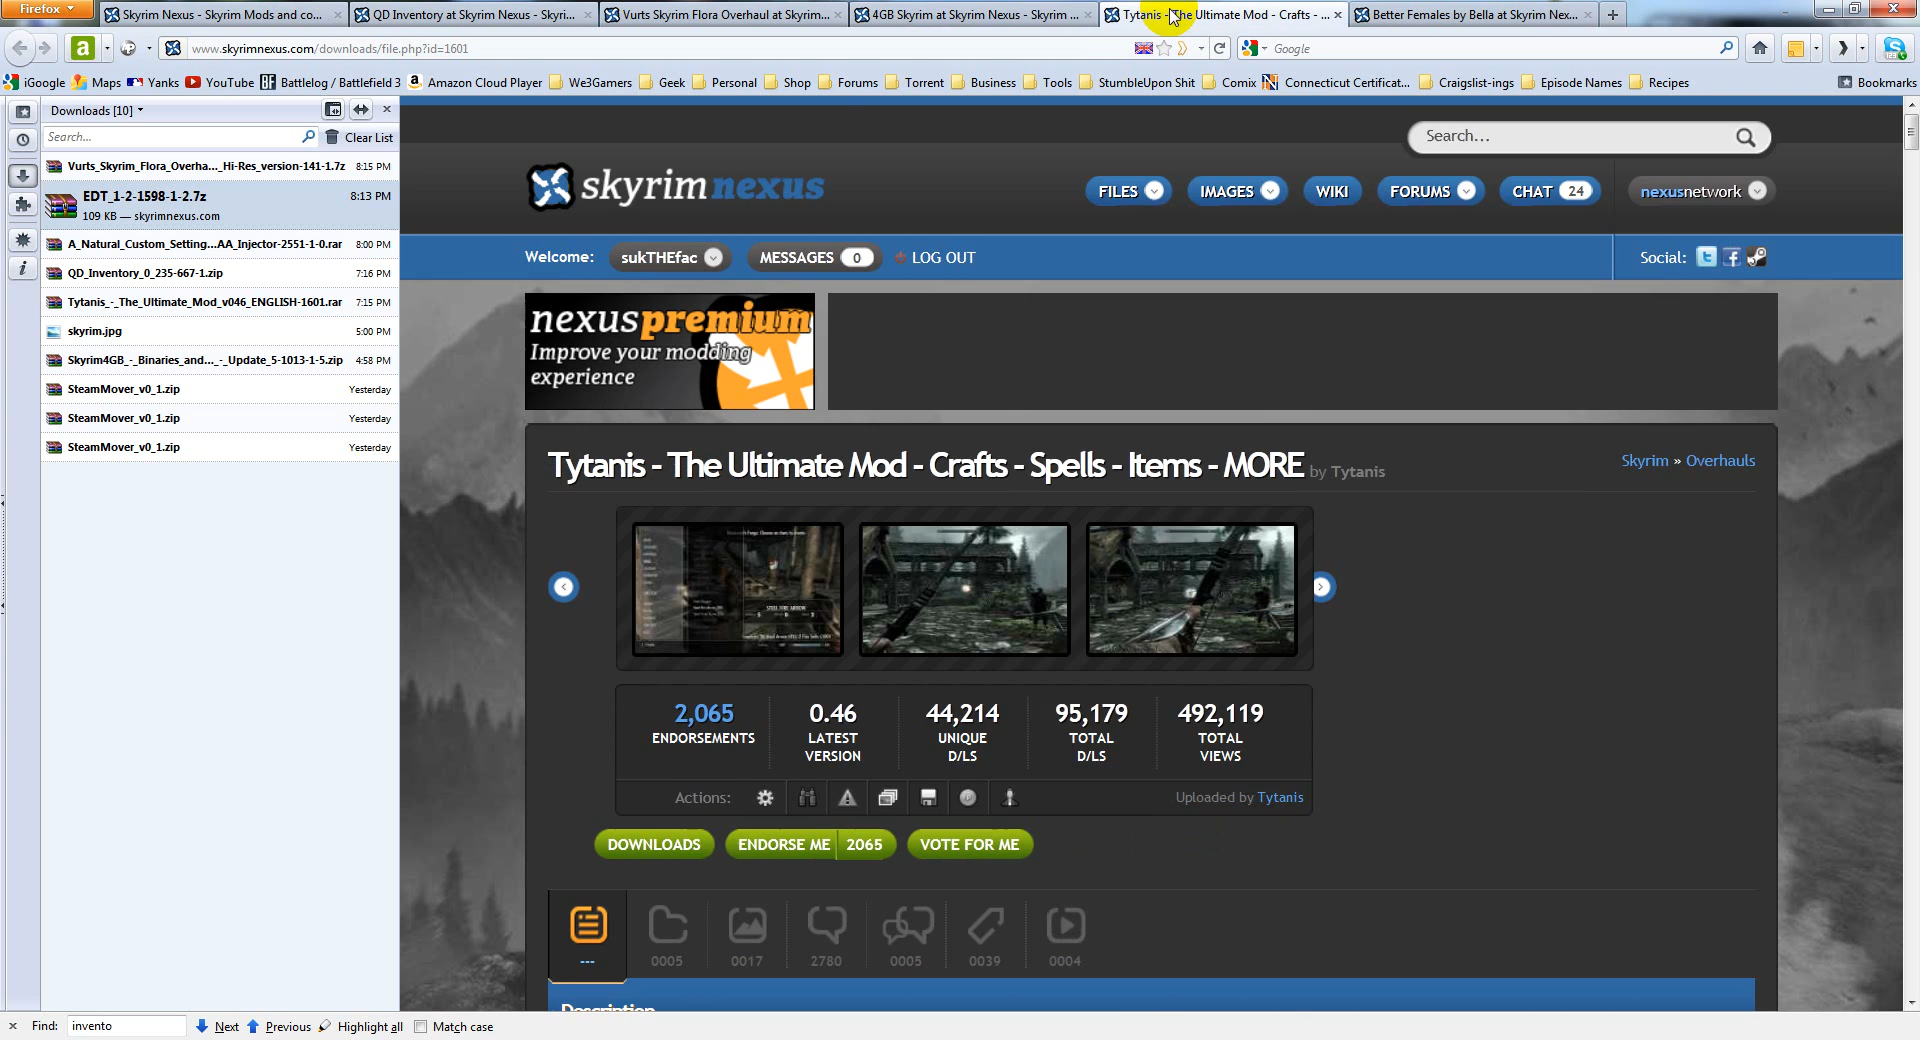 Firefox
Skyrim Nexus - Skyrim Mods and co...
QD Inventory at Skyrim Nexus - Skyri...
Vurts Skyrim Flora Overhaul at Skyrim...
4GB Skyrim at Skyrim Nexus - Skyrim ...
Tytanis - The Ultimate Mod - Crafts - ...
Better Females by Bella at Skyrim Nex...
www.skyrimnexus.com/downloads/file.php?id=1601
Google
iGoogle Maps Yanks YouTube Battlelog / Battlefield 3 Amazon Cloud Player We3Gamers Geek Personal Shop Forums Torrent Business Tools StumbleUpon Shit Comix Connecticut Certificat... Craigslist-ings Episode Names Recipes Bookmarks
Downloads [10]
Search...
Clear List
Vurts_Skyrim_Flora_Overha..._Hi-Res_version-141-1.7z 8:15 PM
EDT_1-2-1598-1-2.7z 8:13 PM
109 KB — skyrimnexus.com
A_Natural_Custom_Setting...AA_Injector-2551-1-0.rar 8:00 PM
QD_Inventory_0_235-667-1.zip 7:16 PM
Tytanis_-_The_Ultimate_Mod_v046_ENGLISH-1601.rar 7:15 PM
skyrim.jpg 5:00 PM
Skyrim4GB_-_Binaries_and..._-_Update_5-1013-1-5.zip 4:58 PM
SteamMover_v0_1.zip Yesterday
SteamMover_v0_1.zip Yesterday
SteamMover_v0_1.zip Yesterday
Search...
skyrim nexus
FILES IMAGES WIKI FORUMS CHAT 24 nexusnetwork
Welcome: sukTHEfac MESSAGES 0 LOG OUT
Social:
nexuspremium
Improve your modding
experience
Tytanis - The Ultimate Mod - Crafts - Spells - Items - MORE by Tytanis
Skyrim » Overhauls
2,065 0.46 44,214 95,179 492,119
ENDORSEMENTS LATEST UNIQUE TOTAL TOTAL
VERSION D/LS D/LS VIEWS
Actions:
Uploaded by Tytanis
DOWNLOADS ENDORSE ME 2065 VOTE FOR ME
--- 0005 0017 2780 0005 0039 0004
Description
Find: invento Next Previous Highlight all Match case